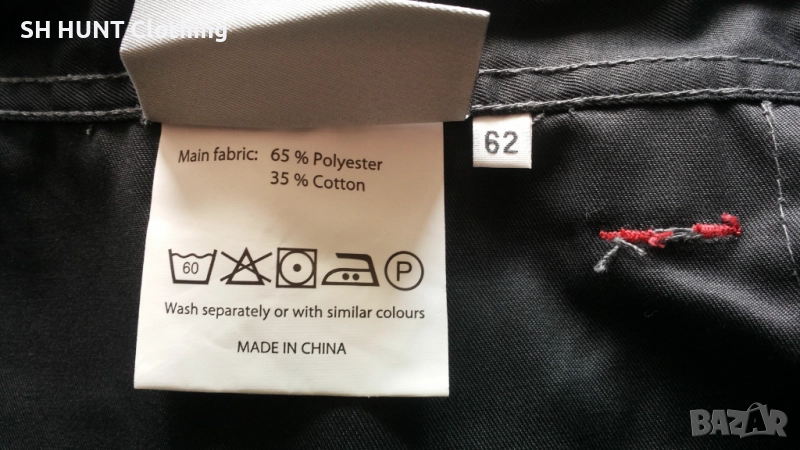 SH HUNT Clothing
Main fabric: 65 % Polyester
35 % Cotton
62
60
P
Wash separately or with similar colours
MADE IN CHINA
BAZAR